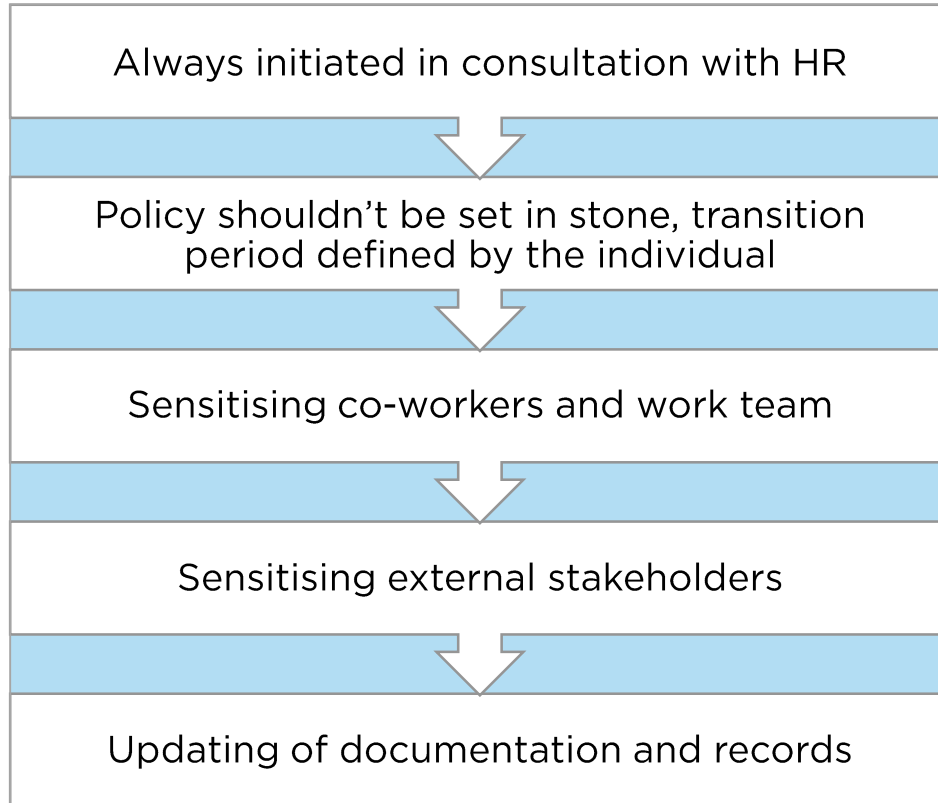 Always initiated in consultation with HR
Policy shouldn’t be set in stone, transition
period defined by the individual
Sensitising co-workers and work team
Sensitising external stakeholders
Updating of documentation and records